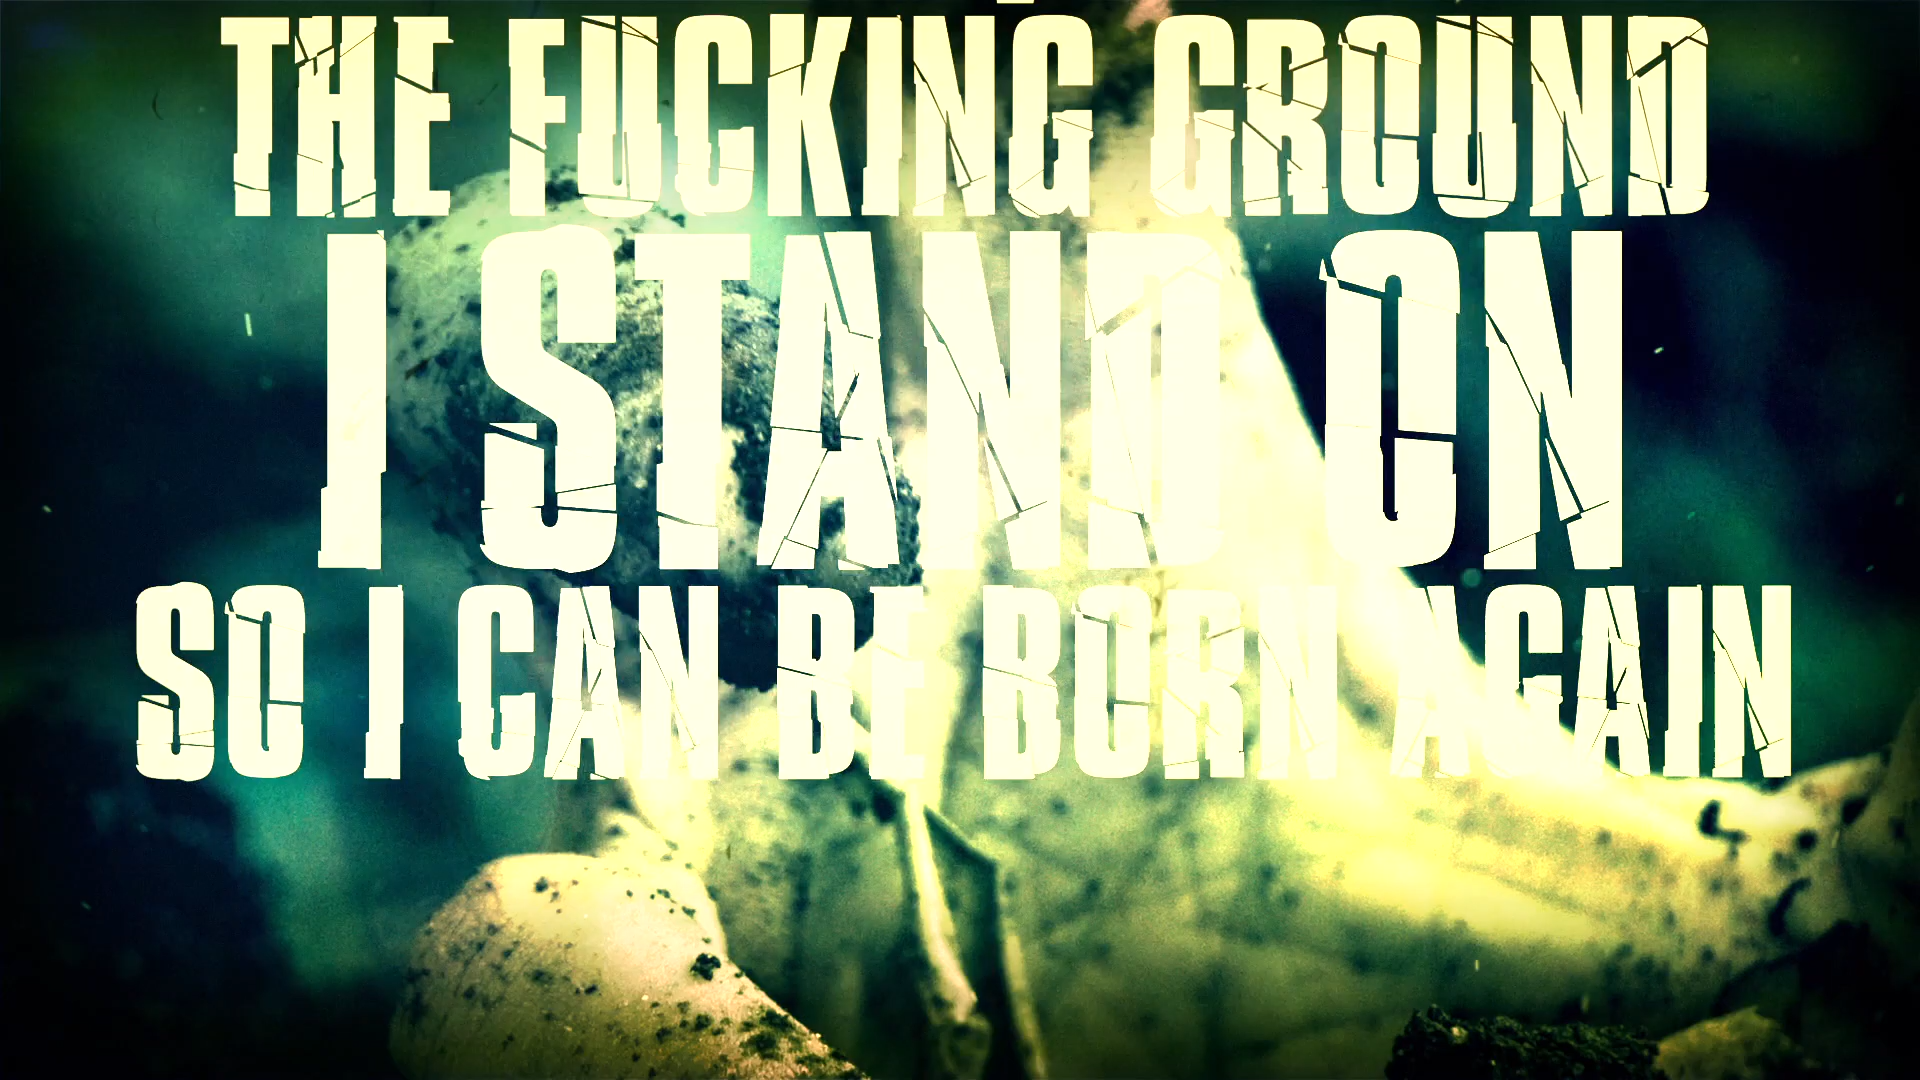 THE FUCKING GROUND
I STAND ON
SO I CAN BE BORN AGAIN